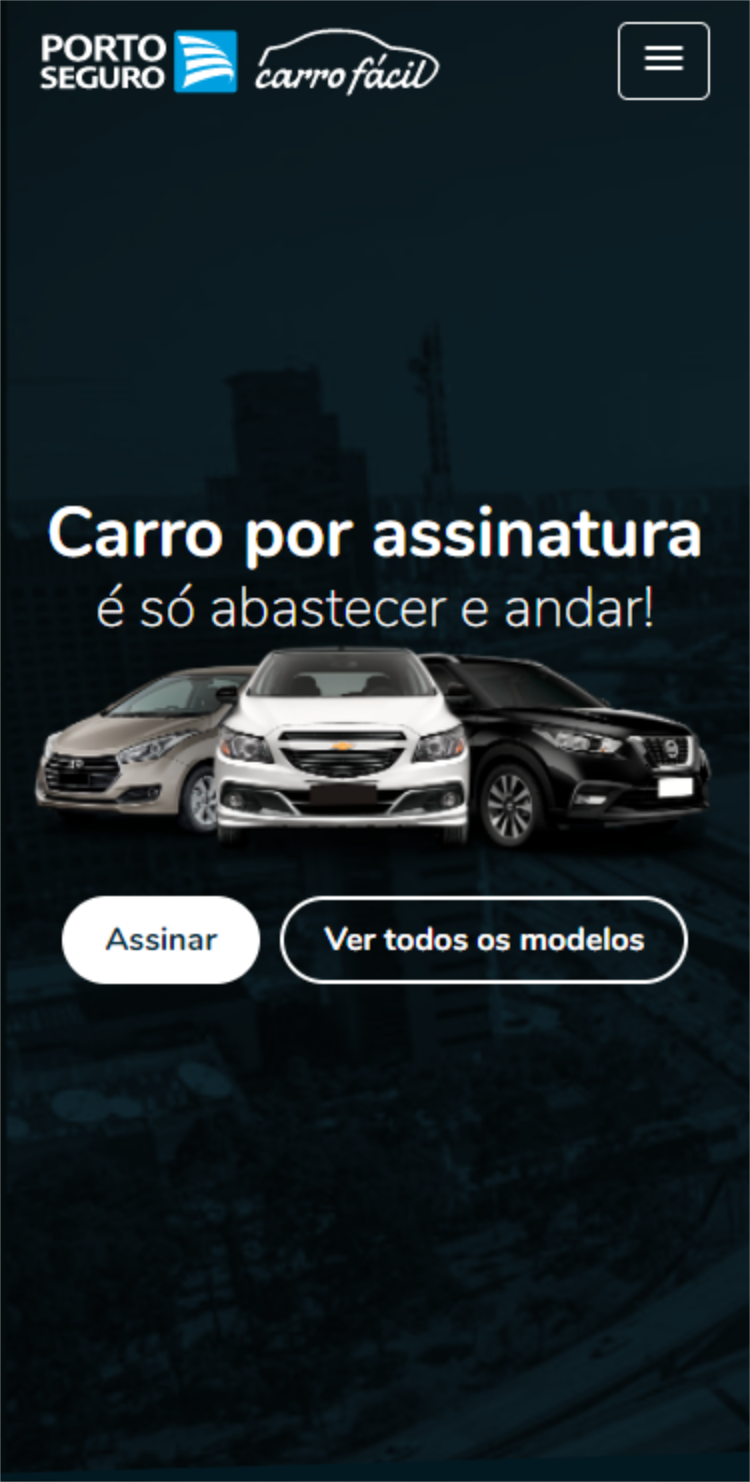 PORTO
SEGURO
carro fácil
Carro por assinatura
é só abastecer e andar!
Assinar
Ver todos os modelos